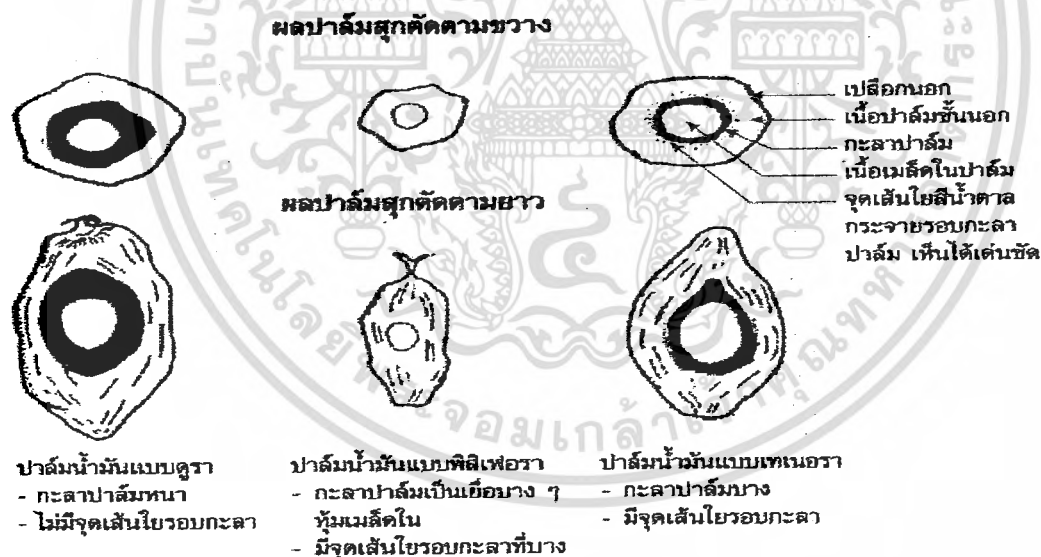 ผลปาล์มสุกตัดตามขวาง
เปลือกนอก
เนื้อปาล์มชั้นนอก
กะลาปาล์ม
เนื้อเมล็ดในปาล์ม
จุดเส้นใยสีน้ำตาล
กระจายรอบกะลา
ปาล์ม เห็นได้เด่นชัด
ผลปาล์มสุกตัดตามยาว
ปาล์มน้ำมันแบบดูรา
- กะลาปาล์มหนา
- ไม่มีจุดเส้นใยรอบกะลา
ปาล์มน้ำมันแบบพิสิเฟอรา
- กะลาปาล์มเป็นเยื่อบาง ๆ
หุ้มเมล็ดใน
- มีจุดเส้นใยรอบกะลาที่บาง
ปาล์มน้ำมันแบบเทเนอรา
- กะลาปาล์มบาง
- มีจุดเส้นใยรอบกะลา